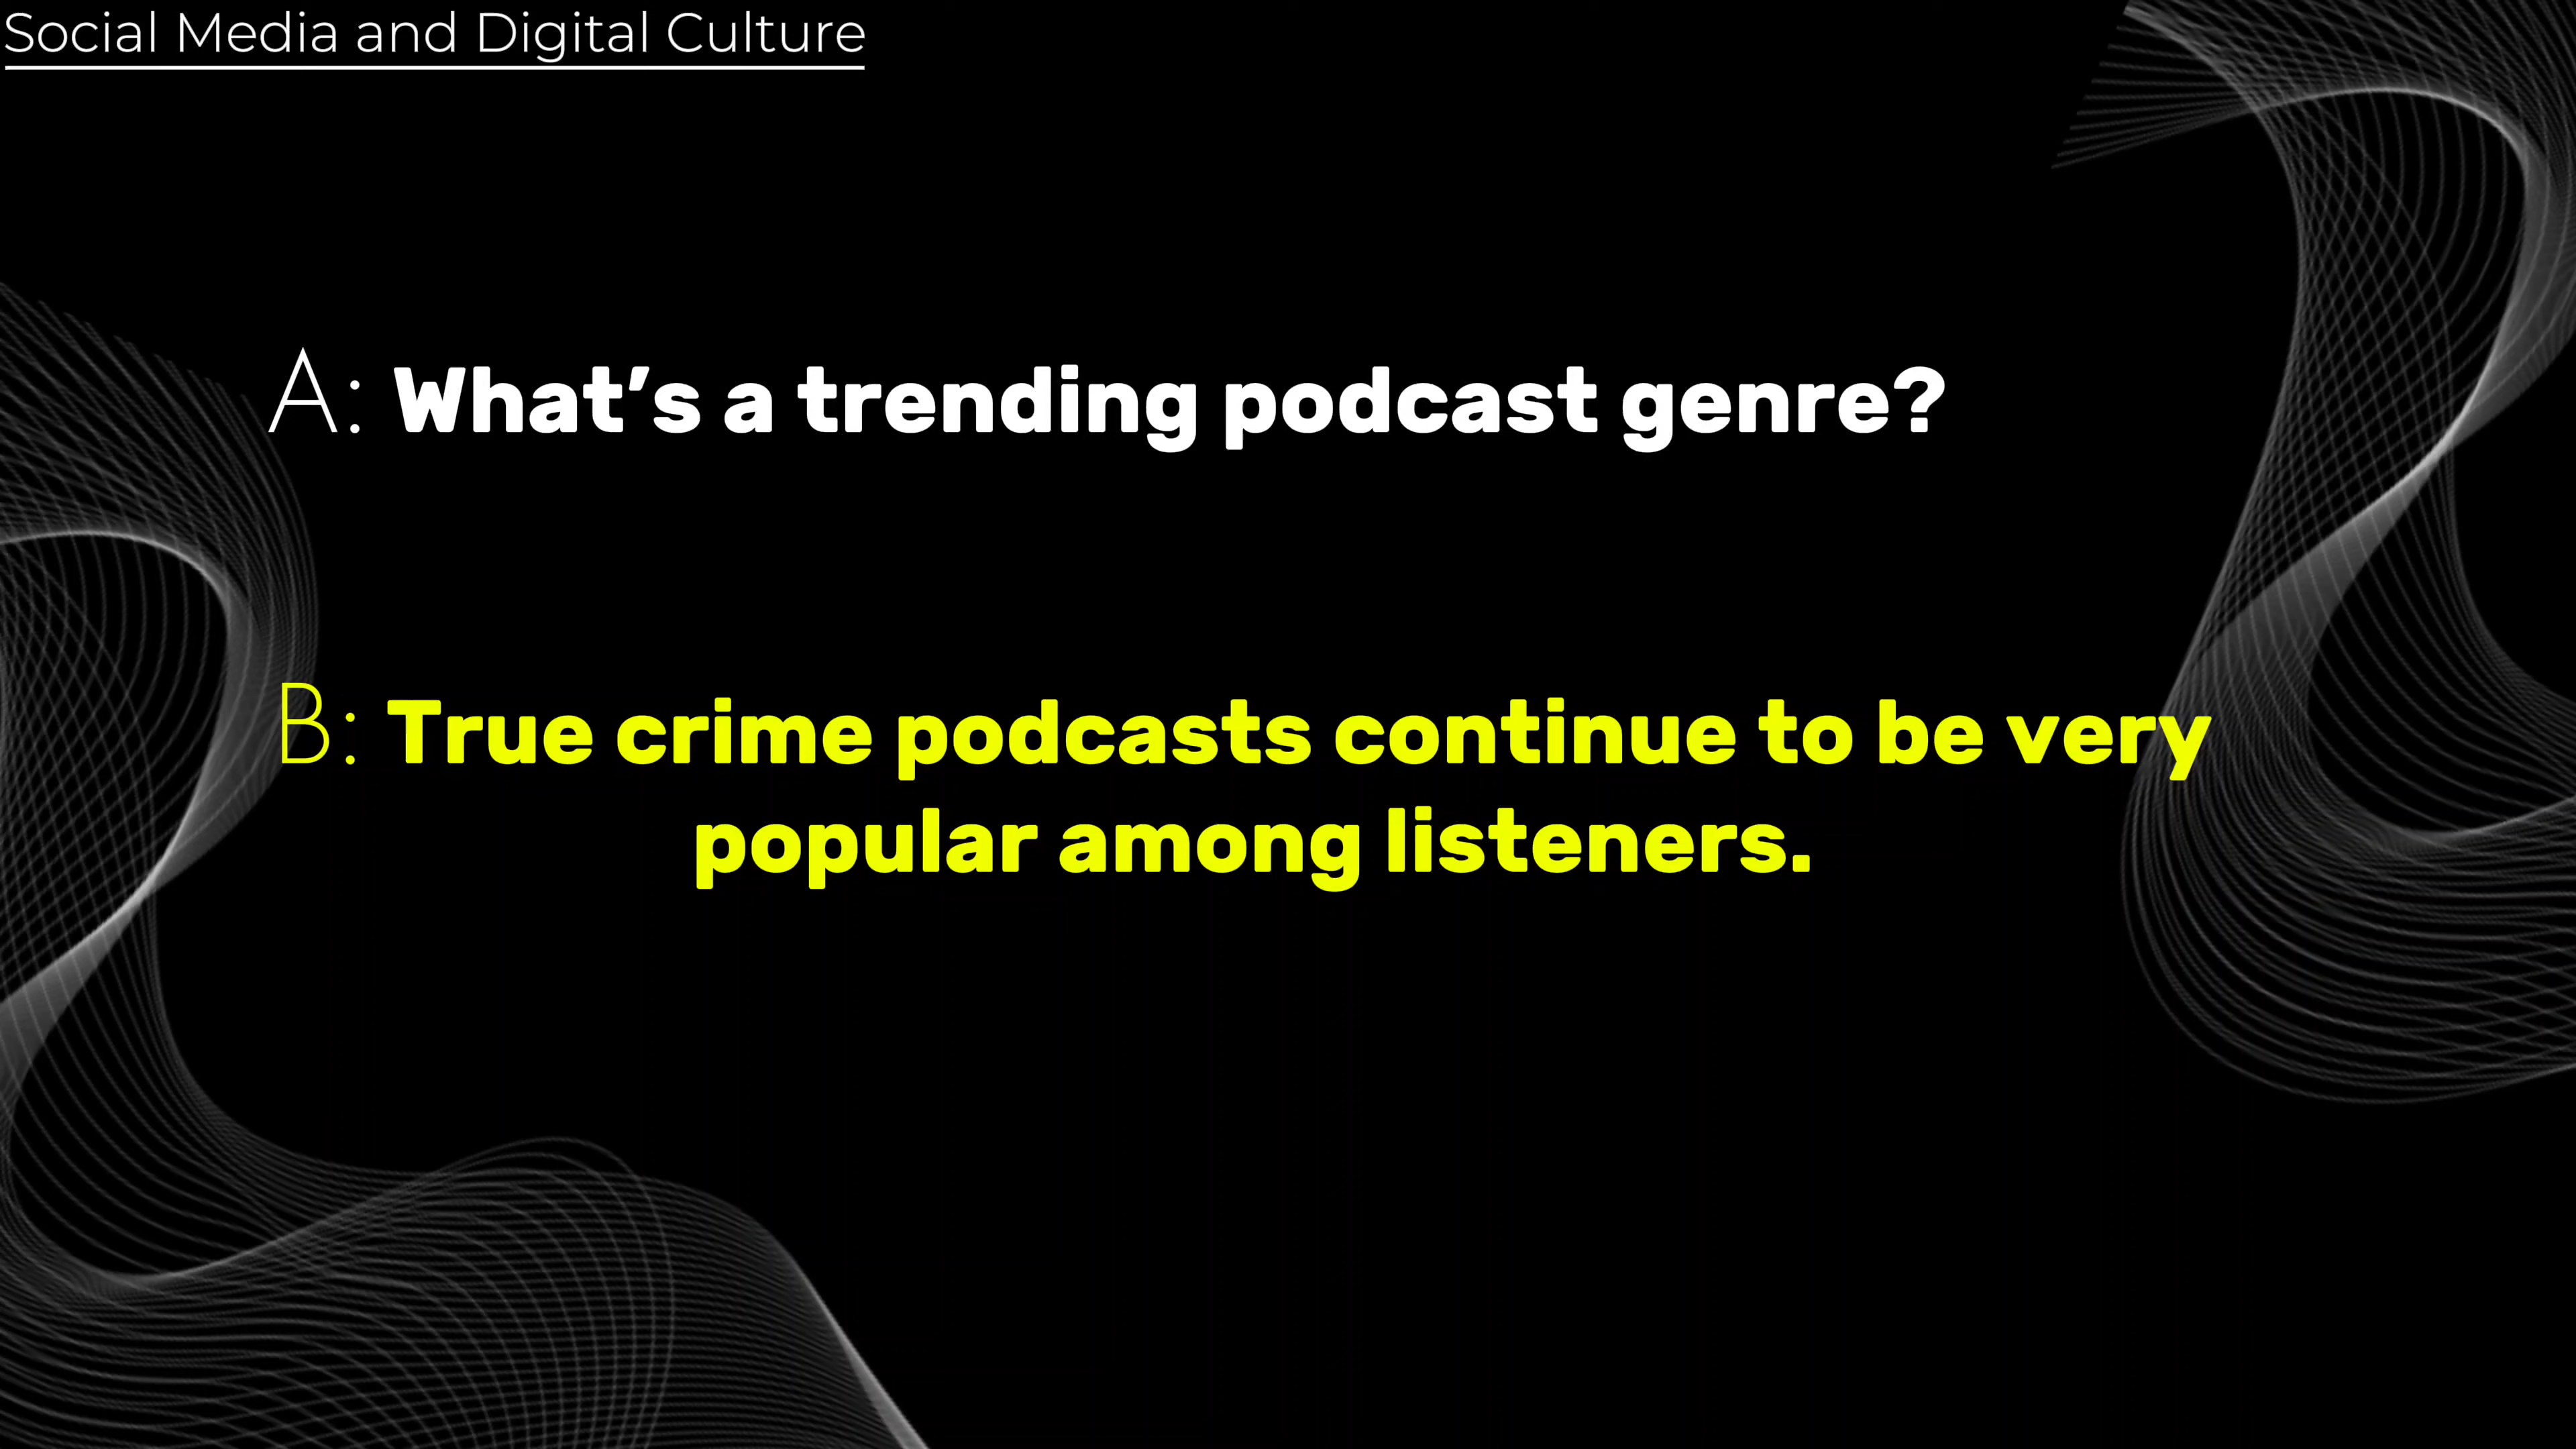 Social Media and Digital Culture
A: What’s a trending podcast genre?
B: True crime podcasts continue to be very
popular among listeners.